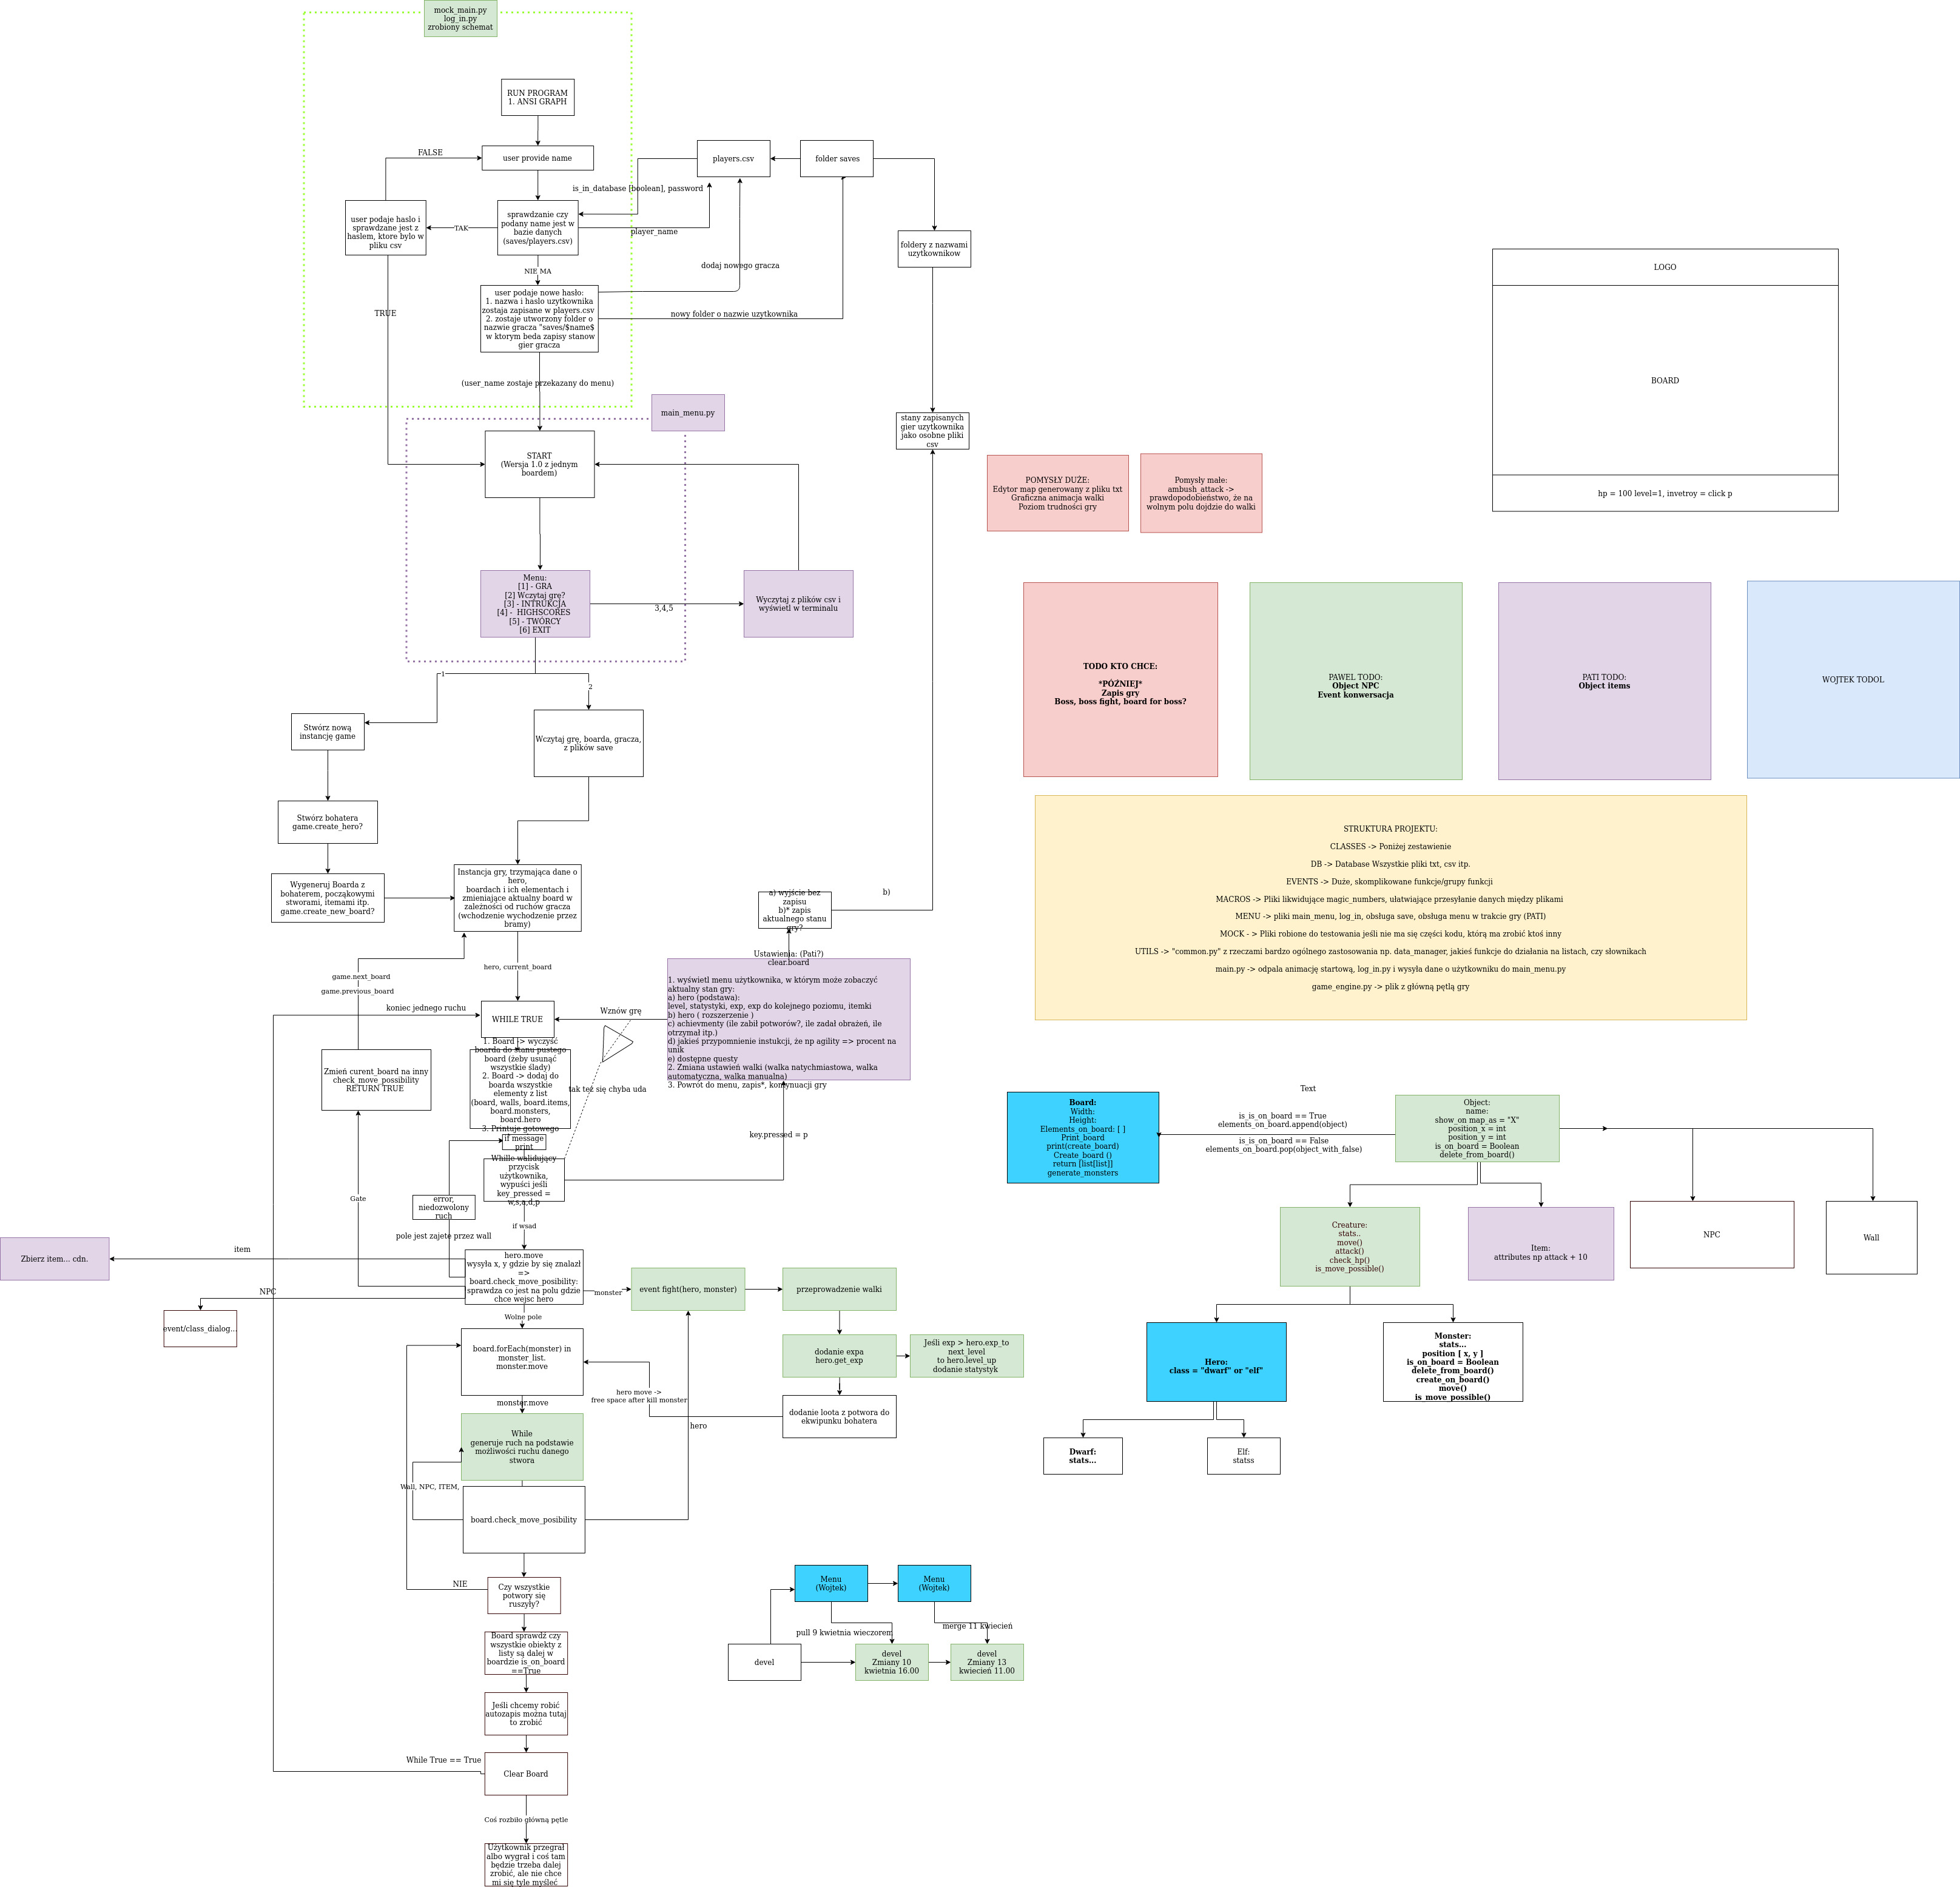 mock_main.py
log_in.py
zrobiony schemat
RUN PROGRAM
1. ANSI GRAPH
user provide name
FALSE
players.csv
folder saves
is_in_database [boolean], password
user podaje haslo i
sprawdzane jest z
haslem, ktore bylo w
pliku csv
TAK
sprawdzanie czy
podany name jest w
bazie danych
(saves/players.csv)
player_name
foldery z nazwami
uzytkownikow
NIE MA
dodaj nowego gracza
user podaje nowe hasło:
1. nazwa i haslo uzytkownika
zostaja zapisane w players.csv
2. zostaje utworzony folder o
nazwie gracza "saves/$name$
w ktorym beda zapisy stanow
gier gracza
TRUE
nowy folder o nazwie uzytkownika
(user_name zostaje przekazany do menu)
main_menu.py
START
(Wersja 1.0 z jednym
boardem)
stany zapisanych
gier uzytkownika
jako osobne pliki
csv
LOGO
BOARD
hp = 100 level=1, invetroy = click p
POMYSŁY DUŻE:
Edytor map generowany z pliku txt
Graficzna animacja walki
Poziom trudności gry
Pomysły małe:
ambush_attack ->
prawdopodobieństwo, że na
wolnym polu dojdzie do walki
Menu:
[1] - GRA
[2] Wczytaj grę?
[3] - INTRUKCJA
[4] -  HIGHSCORES
[5] - TWÓRCY
[6] EXIT
3,4,5
Wyczytaj z plików csv i
wyświetl w terminalu
TODO KTO CHCE:
*PÓŹNIEJ*
Zapis gry
Boss, boss fight, board for boss?
PAWEL TODO:
Object NPC
Event konwersacja
PATI TODO:
Object items
WOJTEK TODOL
1
2
Stwórz nową
instancję game
Wczytaj grę, boarda, gracza,
z plików save
Stwórz bohatera
game.create_hero?
Wygeneruj Boarda z
bohaterem, począkowymi
stworami, itemami itp.
game.create_new_board?
Instancja gry, trzymająca dane o
hero,
boardach i ich elementach i
zmieniające aktualny board w
zależności od ruchów gracza
(wchodzenie wychodzenie przez
bramy)
a) wyjście bez
zapisu
b)* zapis
aktualnego stanu
gry?
b)
STRUKTURA PROJEKTU:
CLASSES -> Poniżej zestawienie
DB -> Database Wszystkie pliki txt, csv itp.
EVENTS -> Duże, skomplikowane funkcje/grupy funkcji
MACROS -> Pliki likwidujące magic_numbers, ułatwiające przesyłanie danych między plikami
MENU -> pliki main_menu, log_in, obsługa save, obsługa menu w trakcie gry (PATI)
MOCK - > Pliki robione do testowania jeśli nie ma się części kodu, którą ma zrobić ktoś inny
UTILS -> "common.py" z rzeczami bardzo ogólnego zastosowania np. data_manager, jakieś funkcje do działania na listach, czy słownikach
main.py -> odpala animację startową, log_in.py i wysyła dane o użytkowniku do main_menu.py
game_engine.py -> plik z główną pętlą gry
hero, current_board
game.next_board
game.previous_board
Ustawienia: (Pati?)
clear.board
1. wyświetl menu użytkownika, w którym może zobaczyć
aktualny stan gry:
a) hero (podstawa):
level, statystyki, exp, exp do kolejnego poziomu, itemki
b) hero ( rozszerzenie )
c) achievmenty (ile zabił potworów?, ile zadał obrażeń, ile
otrzymał itp.)
d) jakieś przypomnienie instukcji, że np agility => procent na
unik
e) dostępne questy
2. Zmiana ustawień walki (walka natychmiastowa, walka
automatyczna, walka manualna)
3. Powrót do menu, zapis*, kontynuacji gry
koniec jednego ruchu
WHILE TRUE
Wznów grę
Zmień curent_board na inny
check_move_possibility
RETURN TRUE
1. Board -> wyczyść
boarda do stanu pustego
board (żeby usunąć
wszystkie ślady)
2. Board -> dodaj do
boarda wszystkie
elementy z list
(board, walls, board.items,
board.monsters,
board.hero
3. Printuje gotowego
tak też się chyba uda
if message
print
key.pressed = p
Whille walidujący
przycisk
użytkownika,
wypuści jeśli
key_pressed =
w,s,a,d,p
Gate
error,
niedozwolony
ruch
if wsad
pole jest zajete przez wall
Text
Board:
Width:
Height:
Elements_on_board: [ ]
Print_board
print(create_board)
Create_board ()
return [list[list]]
generate_monsters
is_is_on_board == True
elements_on_board.append(object)
is_is_on_board == False
elements_on_board.pop(object_with_false)
Object:
name:
show_on map_as = "X"
position_x = int
position_y = int
is_on_board = Boolean
delete_from_board()
Creature:
stats..
move()
attack()
check_hp()
is_move_possible()
Item:
attributes np attack + 10
NPC
Wall
Zbierz item... cdn.
item
hero.move
wysyła x, y gdzie by się znalazł
=>
board.check_move_posibility:
sprawdza co jest na polu gdzie
chce wejsc hero
monster
event fight(hero, monster)
przeprowadzenie walki
NPC
event/class_dialog...
Wolne pole
board.forEach(monster) in
monster_list.
monster.move
dodanie expa
hero.get_exp
Jeśli exp > hero.exp_to
next_level
to hero.level_up
dodanie statystyk
hero move ->
free space after kill monster
dodanie loota z potwora do
ekwipunku bohatera
Hero:
class = "dwarf" or "elf"
Monster:
stats...
position [ x, y ]
is_on_board = Boolean
delete_from_board()
create_on_board()
move()
is_move_possible()
monster.move
hero
While
generuje ruch na podstawie
możliwości ruchu danego
stwora
Dwarf:
stats...
Elf:
statss
Wall, NPC, ITEM,
board.check_move_posibility
NIE
Czy wszystkie
potwory się
ruszyły?
Menu
(Wojtek)
Menu
(Wojtek)
pull 9 kwietnia wieczorem
merge 11 kwiecień
devel
devel
Zmiany 10
kwietnia 16.00
devel
Zmiany 13
kwiecień 11.00
Board sprawdź czy
wszystkie obiekty z
listy są dalej w
boardzie is_on_board
==True
Jeśli chcemy robić
autozapis można tutaj
to zrobić
While True == True
Clear Board
Coś rozbiło główną pętle
Użytkownik przegrał
albo wygrał i coś tam
będzie trzeba dalej
zrobić, ale nie chce
mi się tyle myśleć